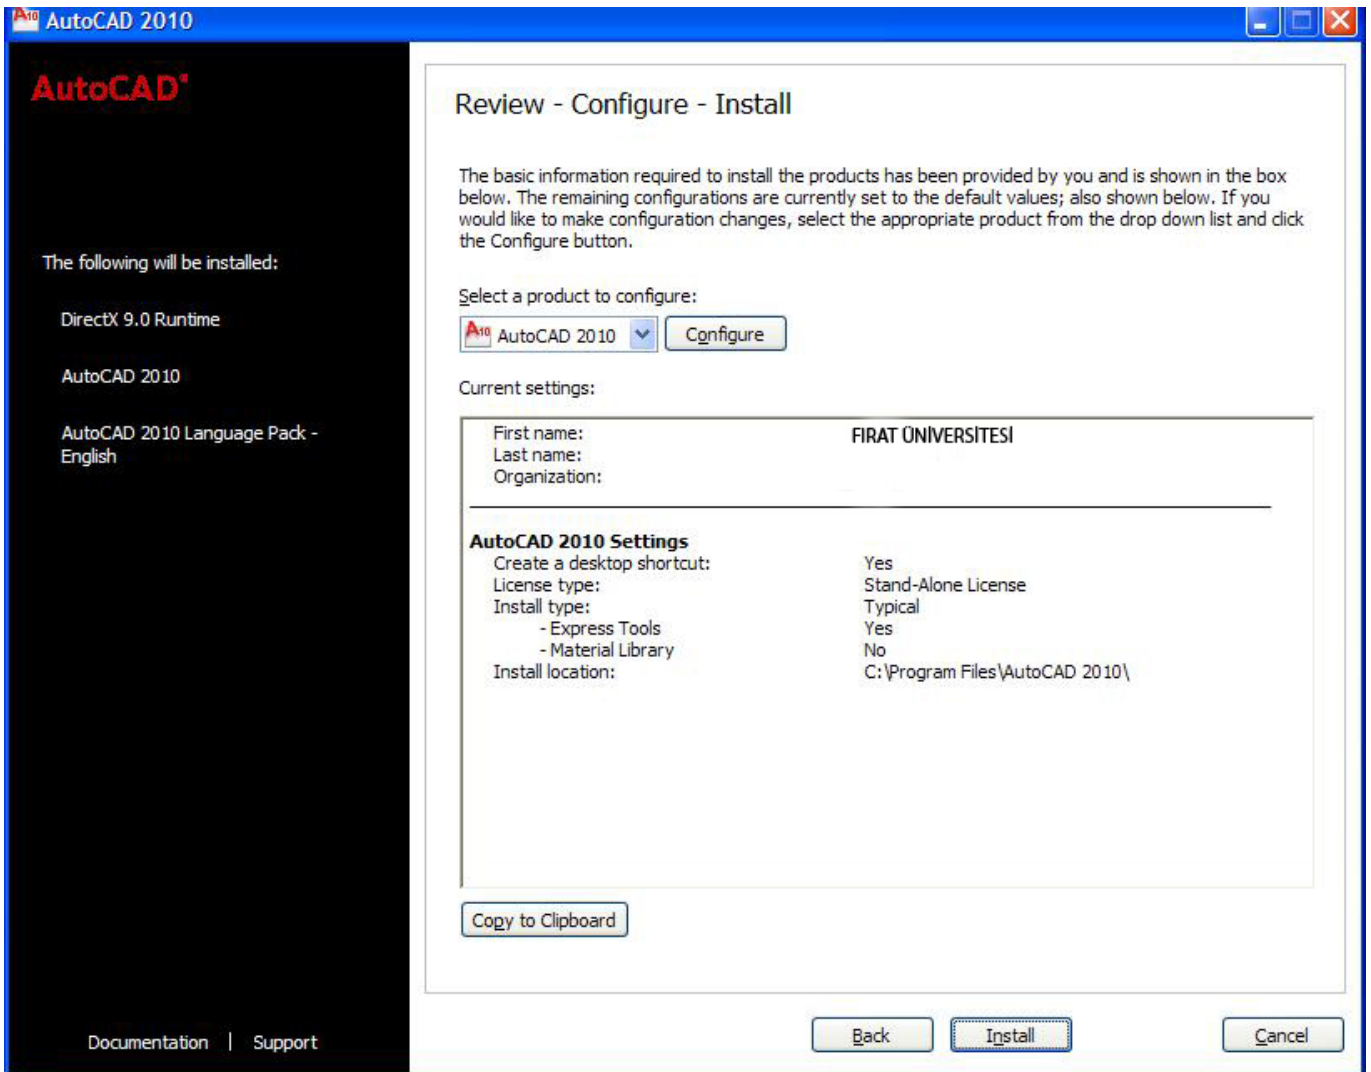 A10 AutoCAD 2010
AutoCAD®
The following will be installed:
DirectX 9.0 Runtime
AutoCAD 2010
AutoCAD 2010 Language Pack -
English
Documentation | Support
Review - Configure - Install
The basic information required to install the products has been provided by you and is shown in the box
below. The remaining configurations are currently set to the default values; also shown below. If you
would like to make configuration changes, select the appropriate product from the drop down list and click
the Configure button.
Select a product to configure:
A10 AutoCAD 2010 Configure
Current settings:
First name: FIRAT ÜNİVERSİTESİ
Last name:
Organization:
AutoCAD 2010 Settings
Create a desktop shortcut: Yes
License type: Stand-Alone License
Install type: Typical
- Express Tools Yes
- Material Library No
Install location: C:\Program Files\AutoCAD 2010\
Copy to Clipboard
Back Install Cancel